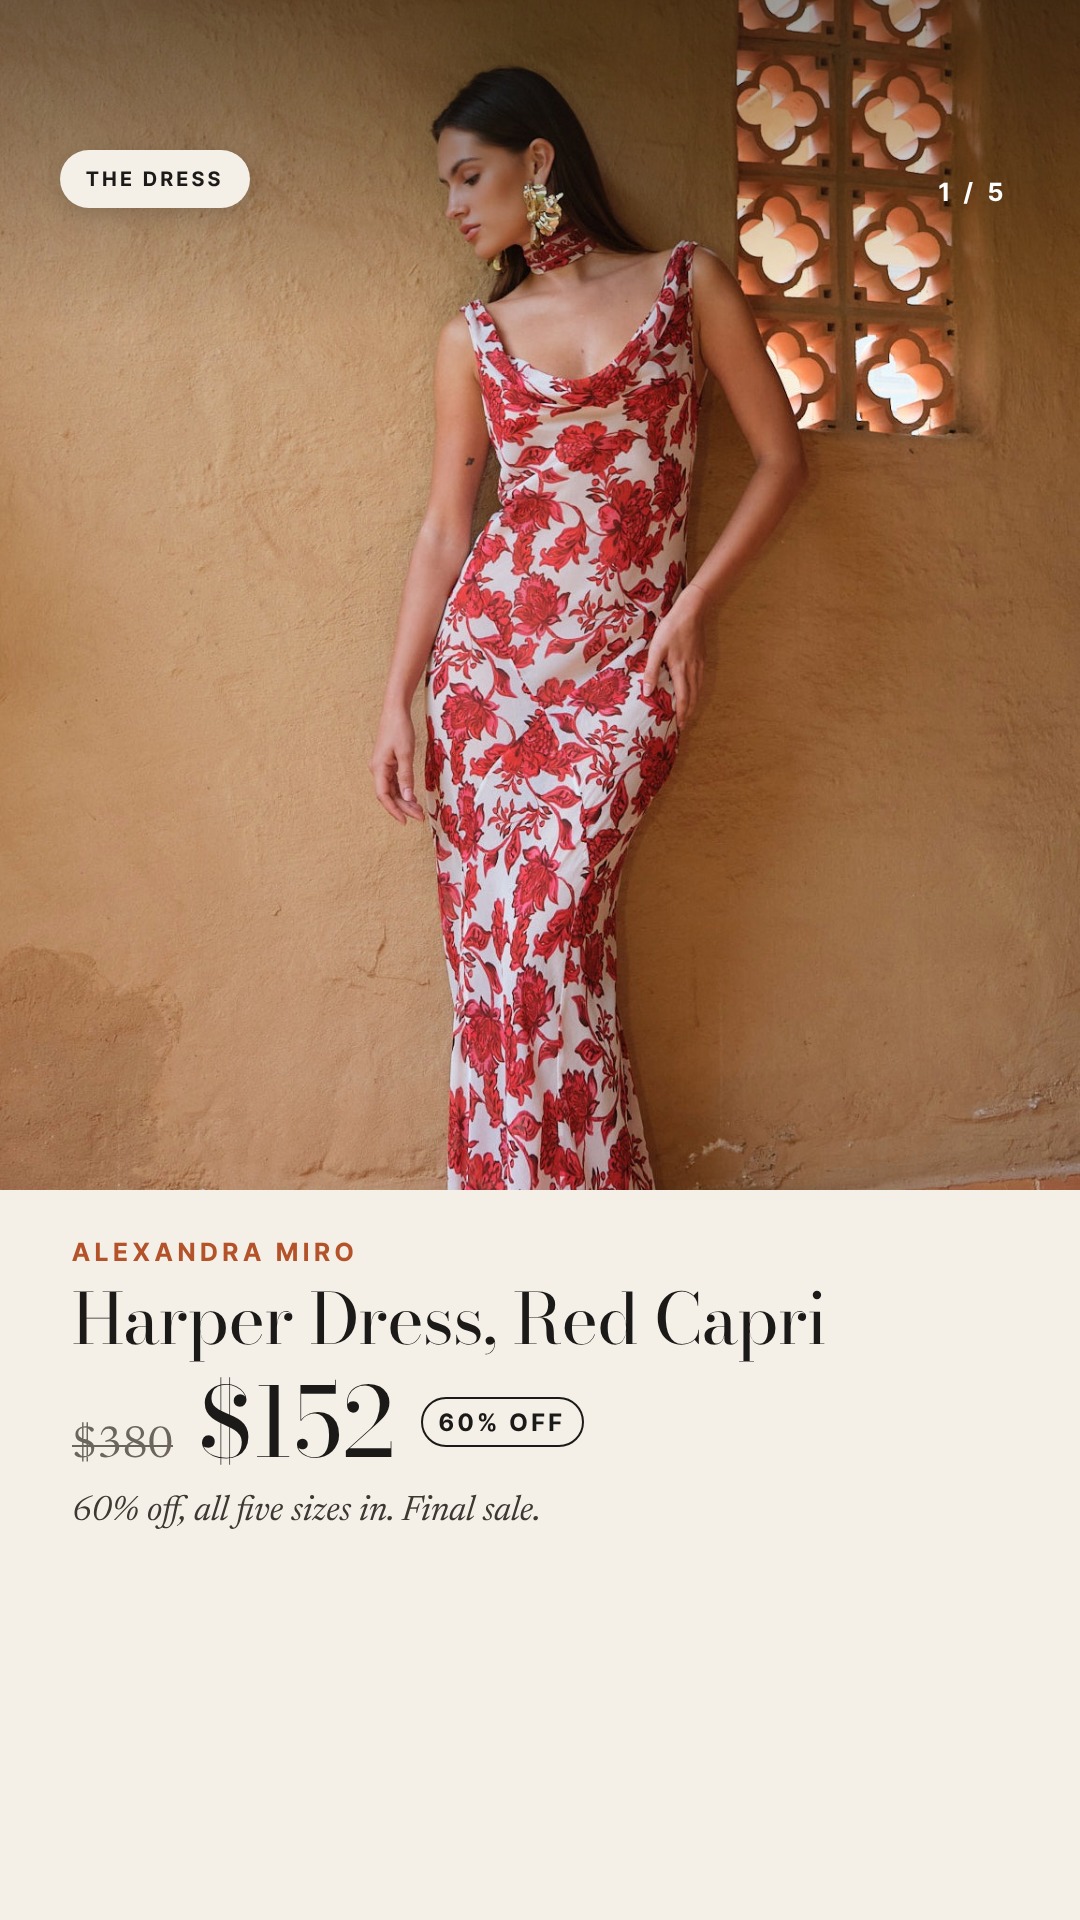 THE DRESS
1 / 5
ALEXANDRA MIRO
Harper Dress, Red Capri
$380 $152 60% OFF
60% off, all five sizes in. Final sale.